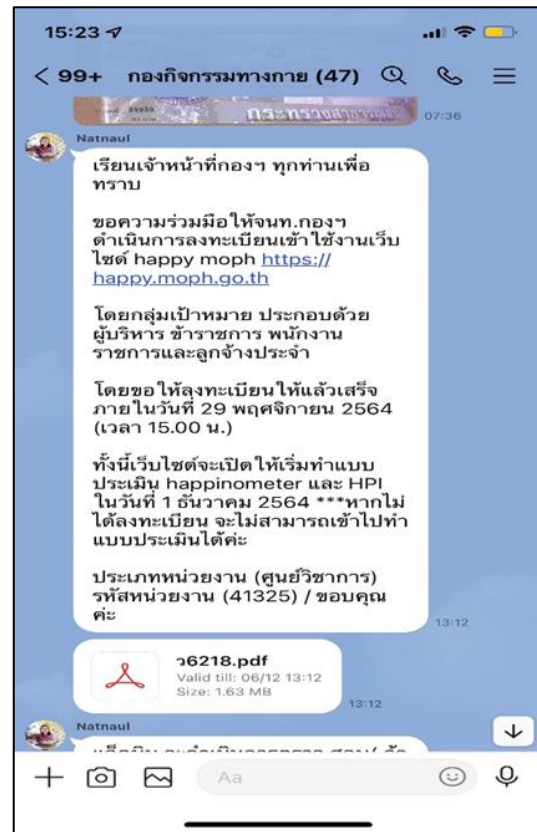 15:23
99+ กองกิจกรรมทางกาย (47)
07:36
Natnaul
เรียนเจ้าหน้าที่กองฯ ทุกท่านเพื่อ
ทราบ
ขอความร่วมมือให้จนท.กองฯ
ดำเนินการลงทะเบียนเข้าใช้งานเว็บ
ไซต์ happy moph https://
happy.moph.go.th
โดยกลุ่มเป้าหมาย ประกอบด้วย
ผู้บริหาร ข้าราชการ พนักงาน
ราชการและลูกจ้างประจำ
โดยขอให้ลงทะเบียนให้แล้วเสร็จ
ภายในวันที่ 29 พฤศจิกายน 2564
(เวลา 15.00 น.)
ทั้งนี้เว็บไซต์จะเปิดให้เริ่มทำแบบ
ประเมิน happinometer และ HPI
ในวันที่ 1 ธันวาคม 2564 ***หากไม่
ได้ลงทะเบียน จะไม่สามารถเข้าไปทำ
แบบประเมินได้ค่ะ
ประเภทหน่วยงาน (ศูนย์วิชาการ)
รหัสหน่วยงาน (41325) / ขอบคุณ
ค่ะ
13:12
ว6218.pdf
Valid till: 06/12 13:12
Size: 1.63 MB
13:12
Natnaul
Aa